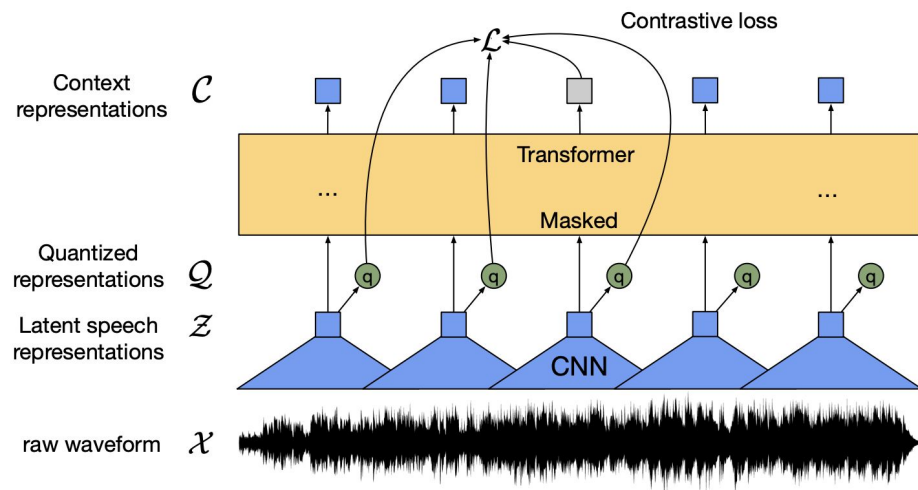 Contrastive loss
ℒ
Context
representations
𝒞
Transformer
... ...
Masked
Quantized
representations
𝒬
q q q q q
Latent speech
representations
𝒵
CNN
raw waveform
𝒳